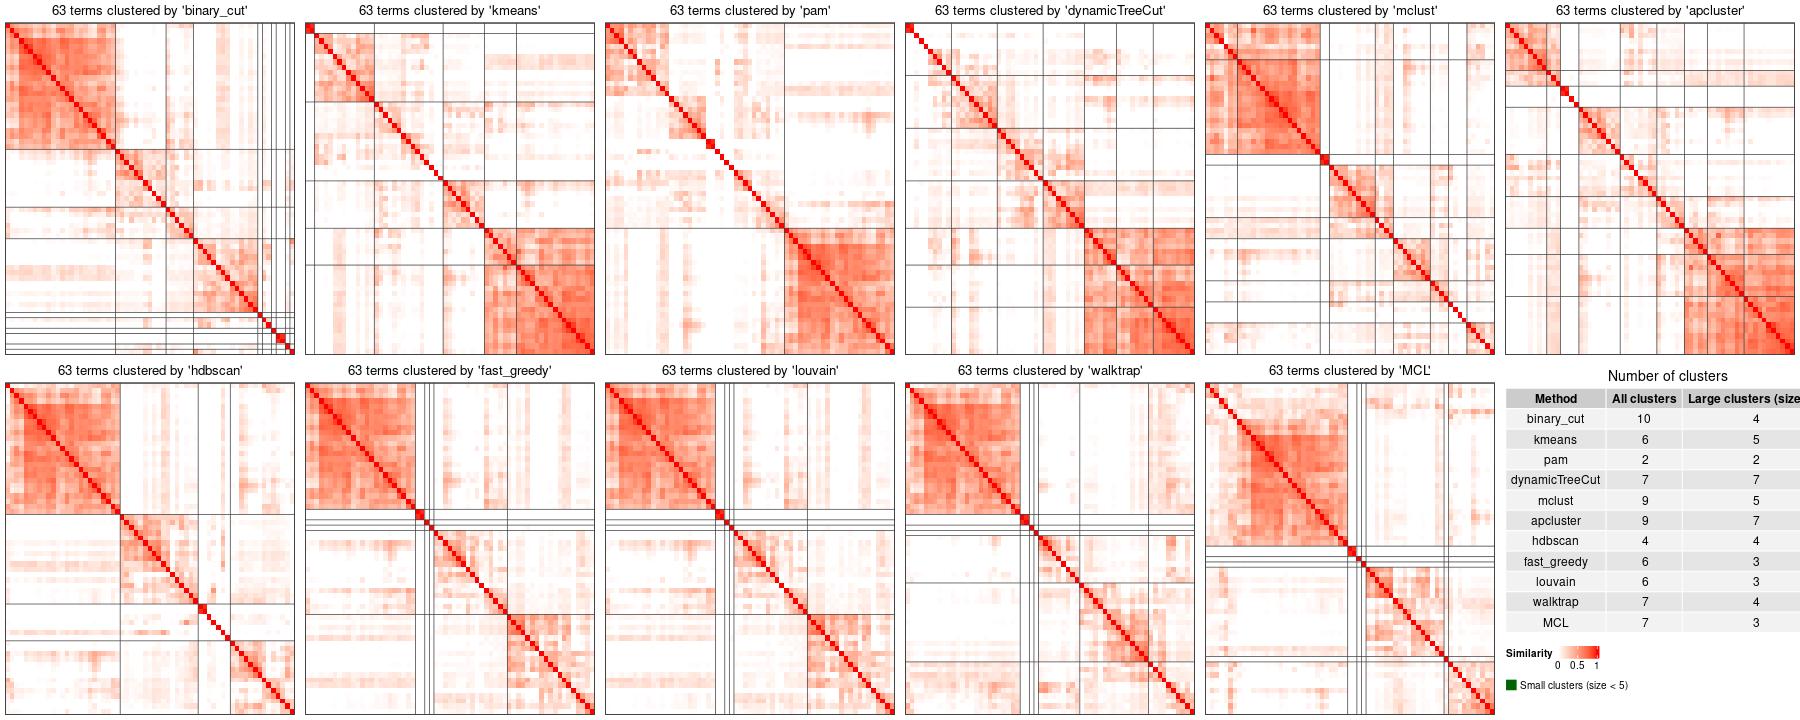 63 terms clustered by 'binary_cut'
63 terms clustered by 'kmeans'
63 terms clustered by 'pam'
63 terms clustered by 'dynamicTreeCut'
63 terms clustered by 'mclust'
63 terms clustered by 'apcluster'
63 terms clustered by 'hdbscan'
63 terms clustered by 'fast_greedy'
63 terms clustered by 'louvain'
63 terms clustered by 'walktrap'
63 terms clustered by 'MCL'
Number of clusters
Method All clusters Large clusters (size
binary_cut 10 4
kmeans 6 5
pam 2 2
dynamicTreeCut 7 7
mclust 9 5
apcluster 9 7
hdbscan 4 4
fast_greedy 6 3
louvain 6 3
walktrap 7 4
MCL 7 3
Similarity
0 0.5 1
Small clusters (size < 5)